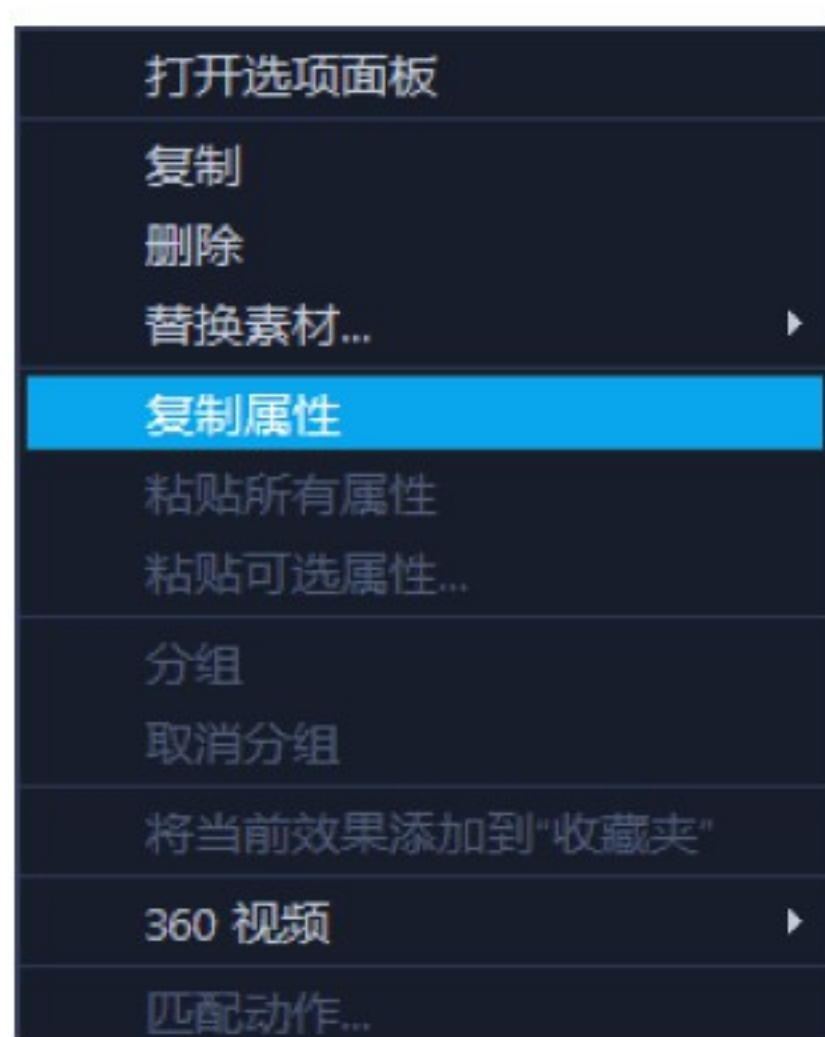 打开选项面板
复制
删除
替换素材...
复制属性
粘贴所有属性
粘贴可选属性...
分组
取消分组
将当前效果添加到“收藏夹”
360 视频
匹配动作...